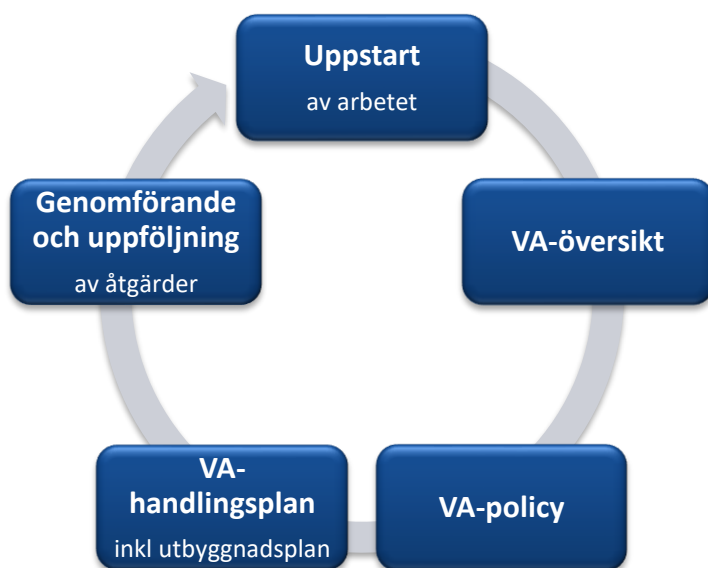 Uppstart
av arbetet
VA-översikt
VA-policy
VA-
handlingsplan
inkl utbyggnadsplan
Genomförande
och uppföljning
av åtgärder